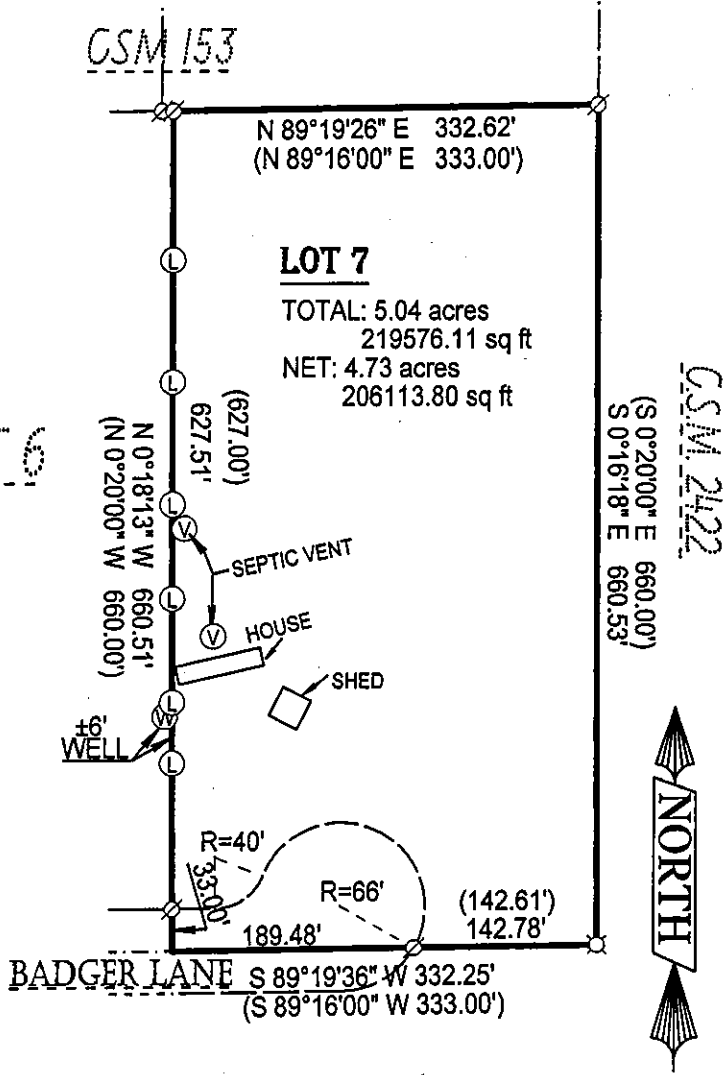 CSM 153
N 89°19'26" E 332.62'
(N 89°16'00" E 333.00')
LOT 7
TOTAL: 5.04 acres
219576.11 sq ft
NET: 4.73 acres
206113.80 sq ft
C.S.M. 2422
(S 0°20'00" E 660.00')
S 0°16'18" E 660.53'
L
L
(627.00')
627.51'
6
N 0°18'13" W 660.51'
(N 0°20'00" W 660.00')
L
V
SEPTIC VENT
L
V
HOUSE
SHED
L
W
±6'
WELL
L
NORTH
R=40'
33.00'
R=66'
(142.61')
142.78'
189.48'
BADGER LANE
S 89°19'36" W 332.25'
(S 89°16'00" W 333.00')